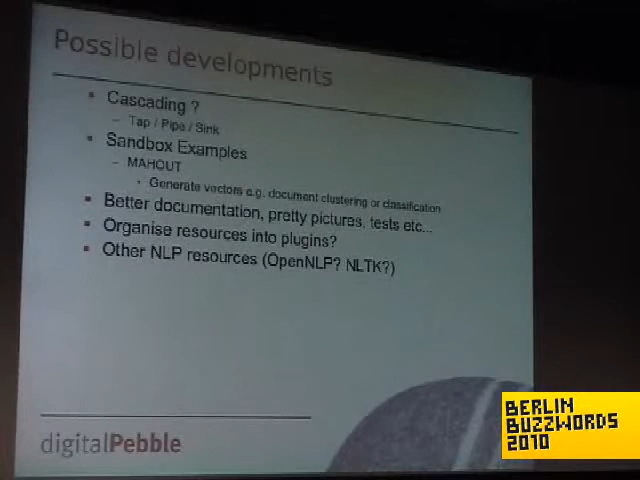 Possible developments
Cascading ?
– Tap / Pipe / Sink
Sandbox Examples
– MAHOUT
Generate vectors e.g. document clustering or classification
Better documentation, pretty pictures, tests etc...
Organise resources into plugins?
Other NLP resources (OpenNLP? NLTK?)
digitalPebble
BERLIN
BUZZWORDS
2010